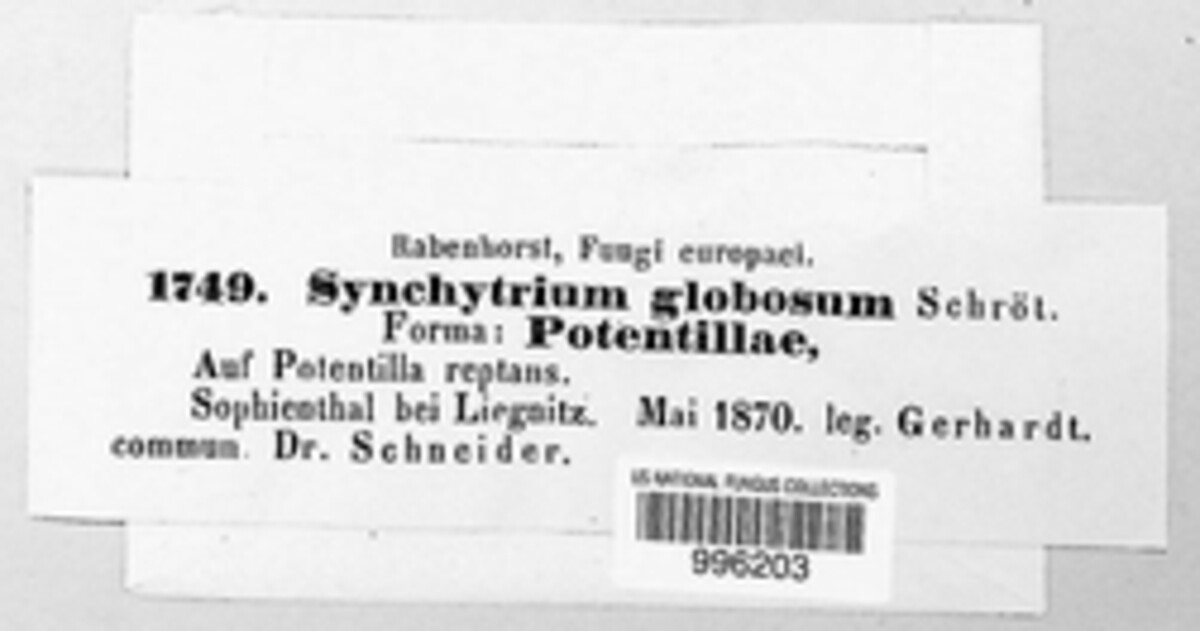 Rabenhorst, Fungi europaei.
1749. Synchytrium globosum Schröt.
Forma: Potentillae,
Auf Potentilla reptans.
Sophienthal bei Liegnitz. Mai 1870. leg. Gerhardt.
commun. Dr. Schneider.
US NATIONAL FUNGUS COLLECTIONS
996203